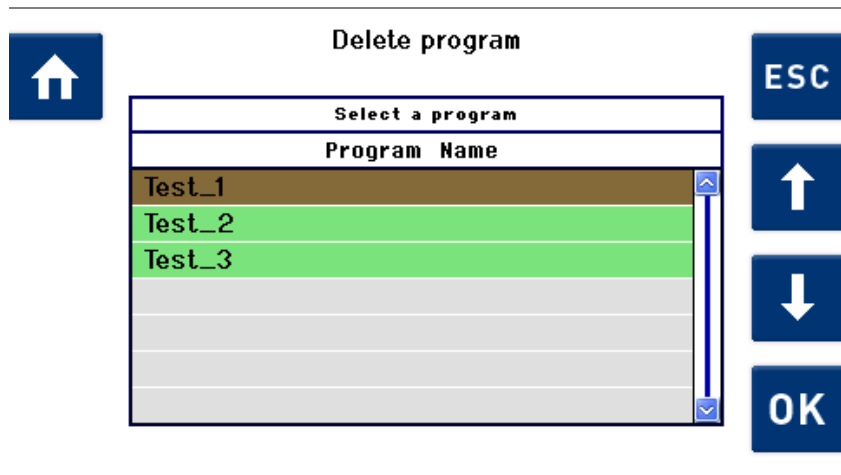 Delete program
ESC
Select a program
Program Name
Test_1
Test_2
Test_3
OK